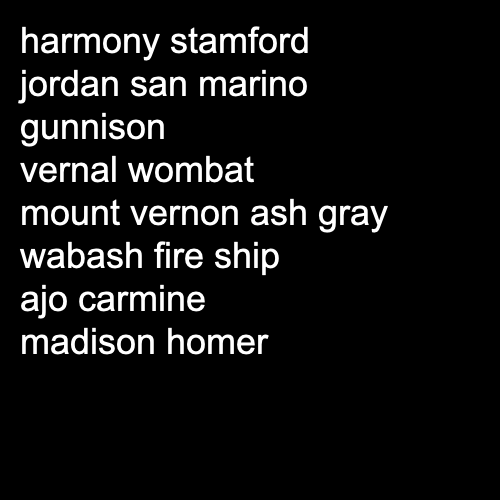 harmony stamford
jordan san marino
gunnison
vernal wombat
mount vernon ash gray
wabash fire ship
ajo carmine
madison homer